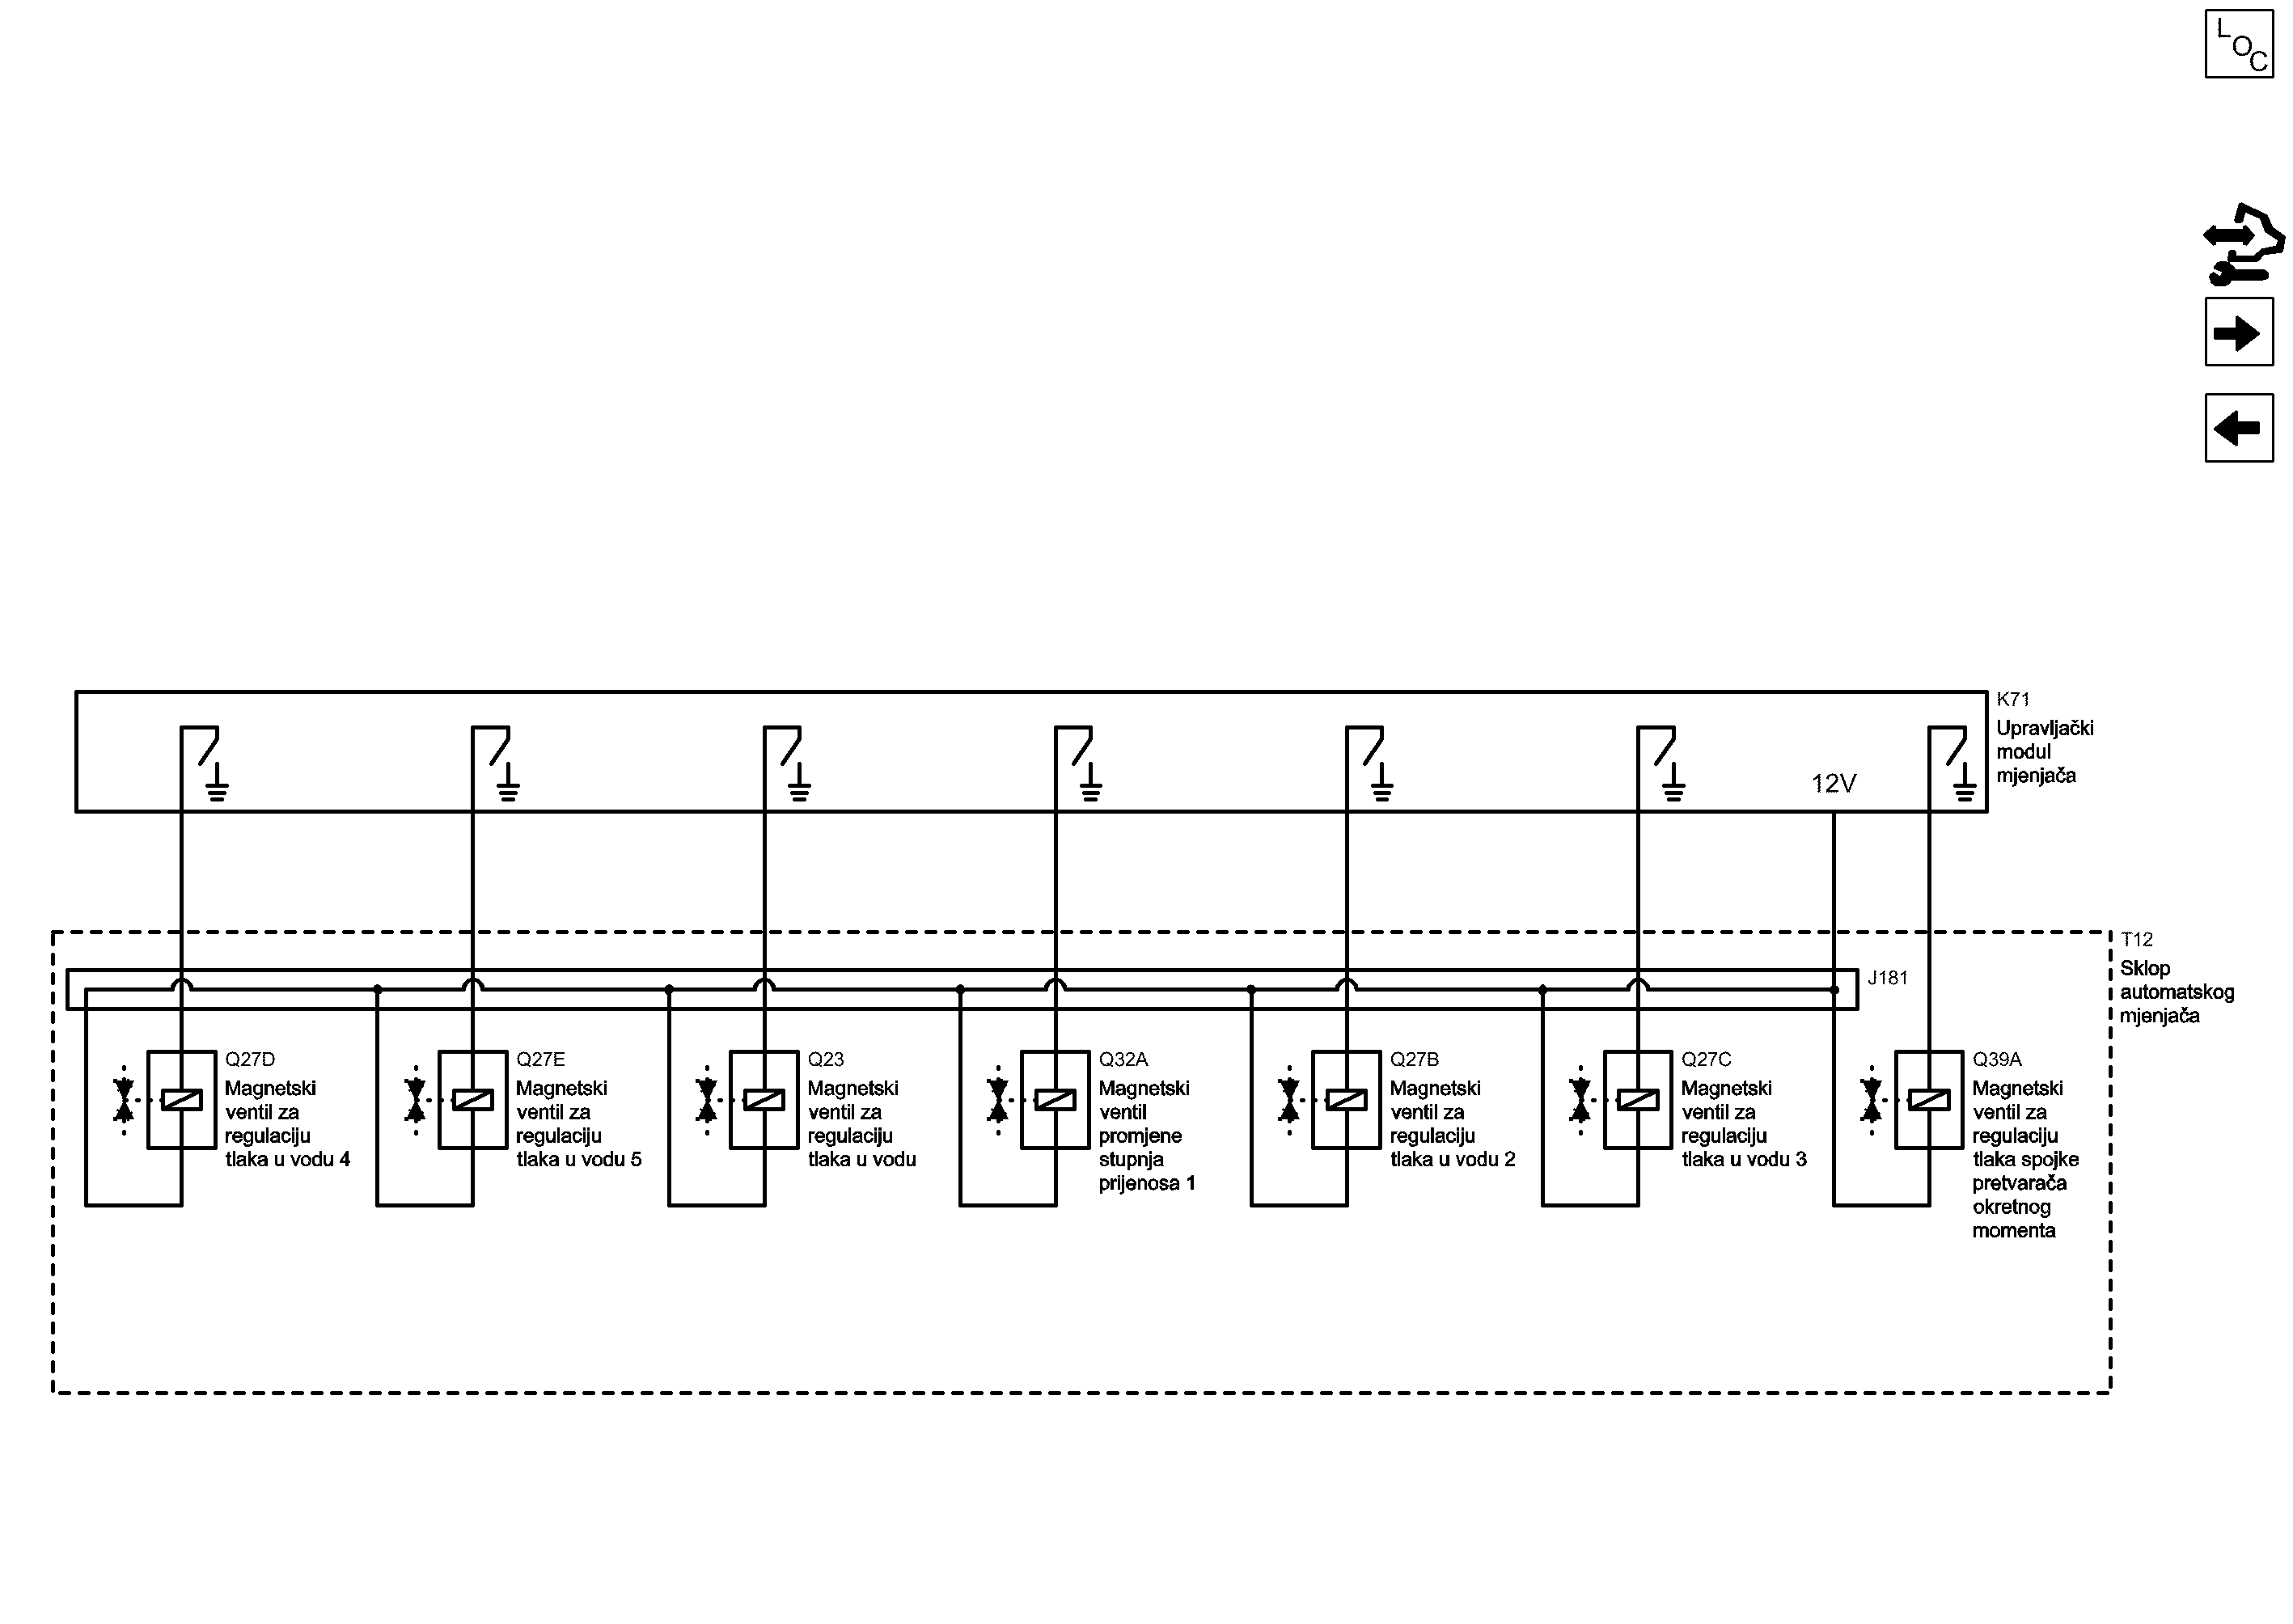 L
O
C
K71
Upravljački
modul
mjenjača
12V
T12
Sklop
automatskog
mjenjača
J181
Q27D
Magnetski
ventil za
regulaciju
tlaka u vodu 4
Q27E
Magnetski
ventil za
regulaciju
tlaka u vodu 5
Q23
Magnetski
ventil za
regulaciju
tlaka u vodu
Q32A
Magnetski
ventil
promjene
stupnja
prijenosa 1
Q27B
Magnetski
ventil za
regulaciju
tlaka u vodu 2
Q27C
Magnetski
ventil za
regulaciju
tlaka u vodu 3
Q39A
Magnetski
ventil za
regulaciju
tlaka spojke
pretvarača
okretnog
momenta